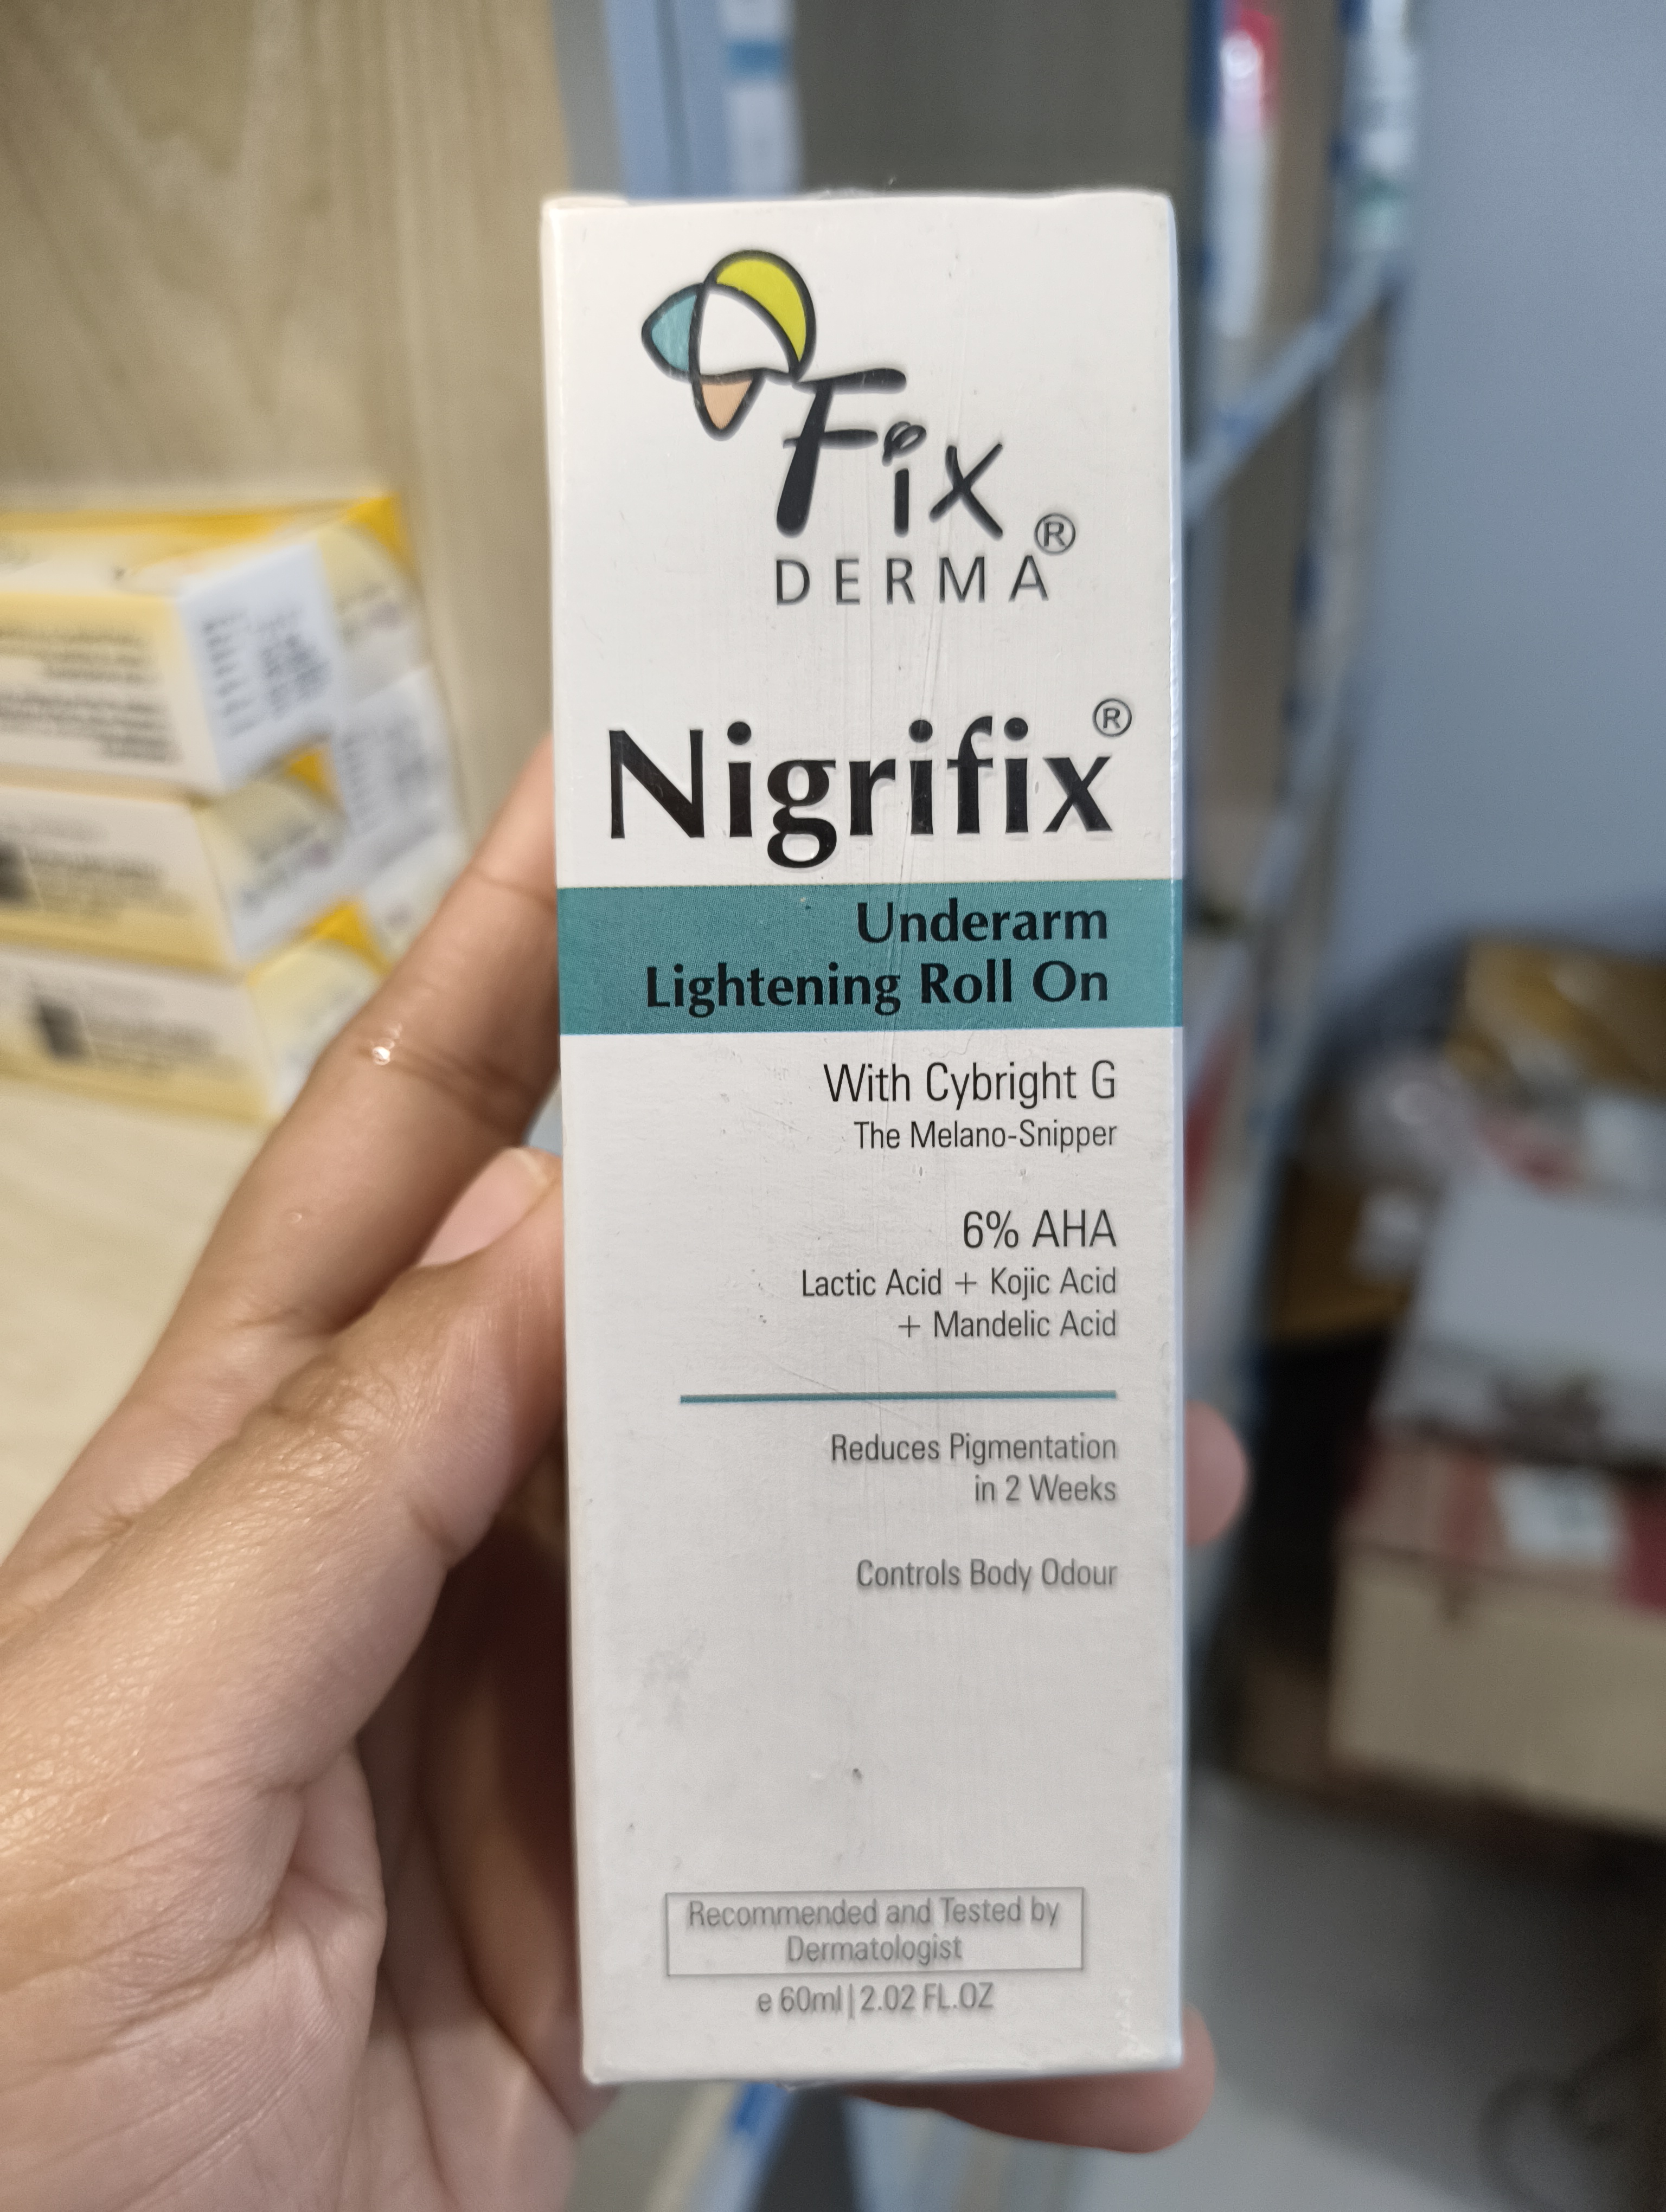 Fix
DERMA®
Nigrifix®
Underarm
Lightening Roll On
With Cybright G
The Melano-Snipper
6% AHA
Lactic Acid + Kojic Acid
+ Mandelic Acid
Reduces Pigmentation
in 2 Weeks
Controls Body Odour
Recommended and Tested by
Dermatologist
e 60ml | 2.02 FL.OZ